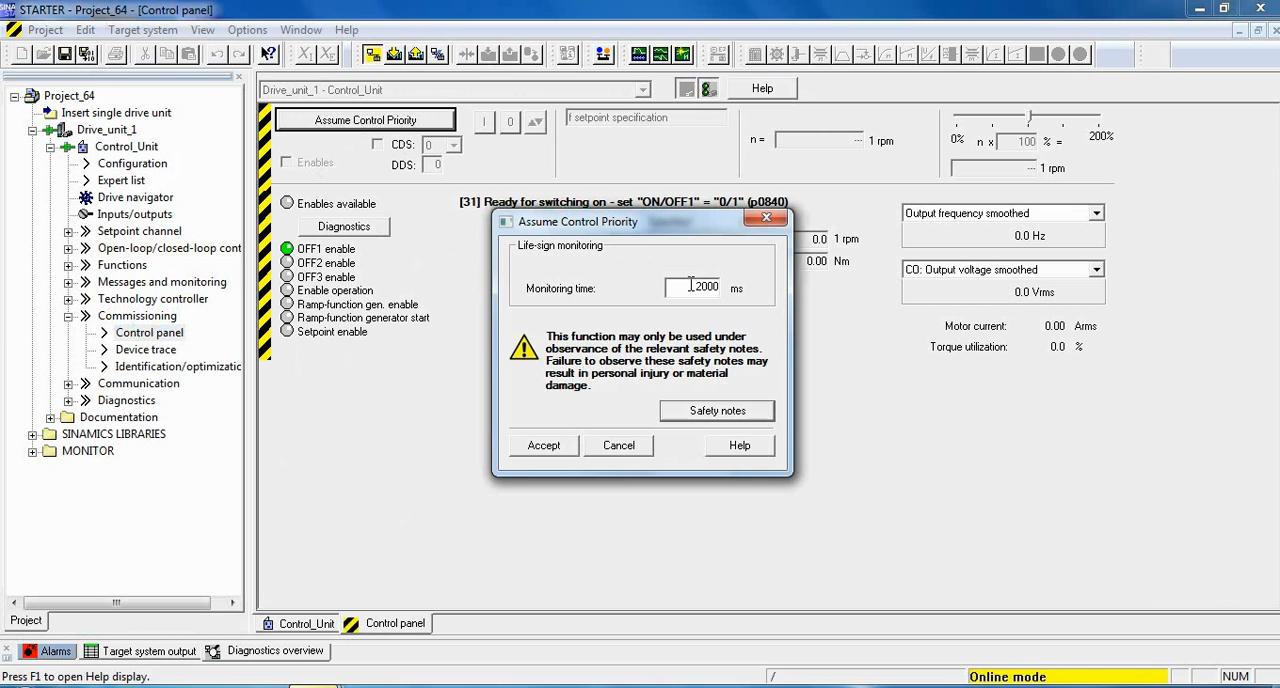 STARTER - Project_64 - [Control panel]
Project Edit Target system View Options Window Help
Project_64
Insert single drive unit
Drive_unit_1
Control_Unit
Configuration
Expert list
Drive navigator
Inputs/outputs
Setpoint channel
Open-loop/closed-loop cont
Functions
Messages and monitoring
Technology controller
Commissioning
Control panel
Device trace
Identification/optimizatic
Communication
Diagnostics
Documentation
SINAMICS LIBRARIES
MONITOR
Project
Drive_unit_1 - Control_Unit
Help
Assume Control Priority
I 0
f setpoint specification
CDS: 0
Enables
DDS: 0
n = --- 1 rpm
0% n x 100 % = 200%
--- 1 rpm
Enables available
[31] Ready for switching on - set "ON/OFF1" = "0/1" (p0840)
Diagnostics
OFF1 enable
OFF2 enable
OFF3 enable
Enable operation
Ramp-function gen. enable
Ramp-function generator start
Setpoint enable
0.0 1 rpm
0.00 Nm
Output frequency smoothed
0.0 Hz
CO: Output voltage smoothed
0.00 Vrms
Motor current: 0.00 Arms
Torque utilization: 0.0 %
Assume Control Priority
Life-sign monitoring
Monitoring time: 2000 ms
This function may only be used under
observance of the relevant safety notes.
Failure to observe these safety notes may
result in personal injury or material
damage.
Safety notes
Accept Cancel Help
Control_Unit Control panel
Alarms Target system output Diagnostics overview
Press F1 to open Help display.
/
Online mode
NUM